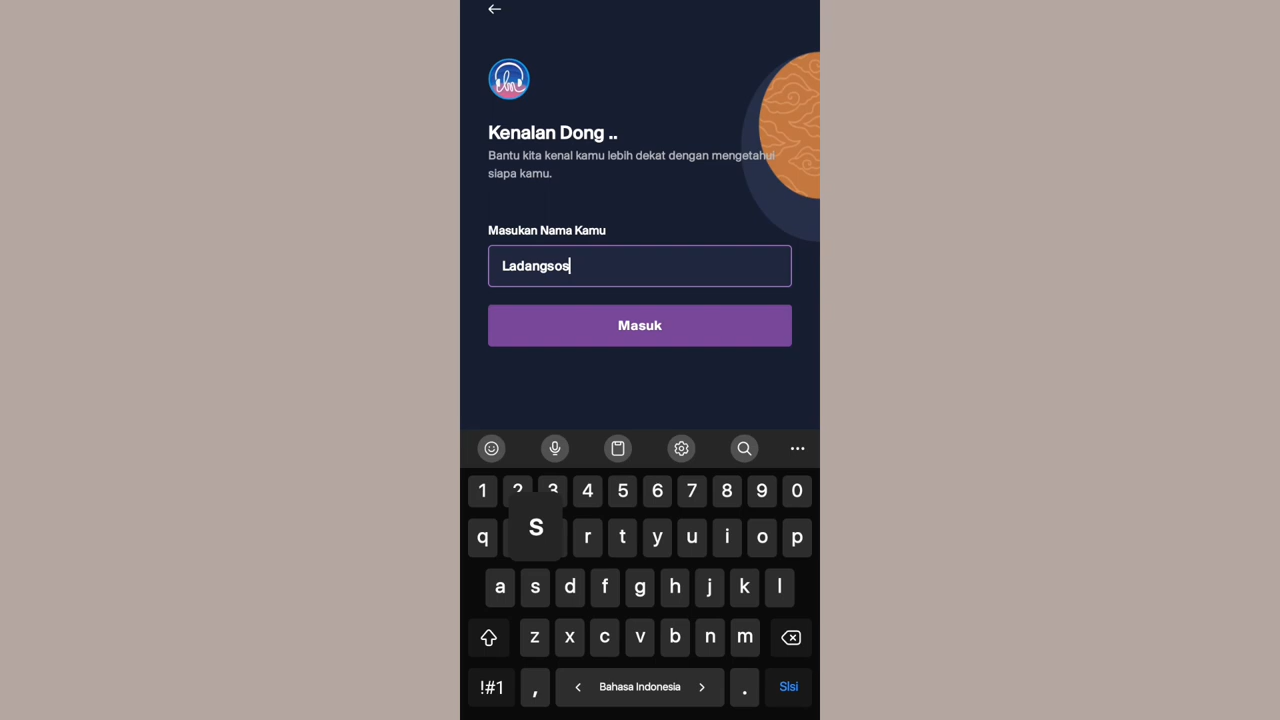 Kenalan Dong ..
Bantu kita kenal kamu lebih dekat dengan mengetahui
siapa kamu.
Masukan Nama Kamu
Ladangsos
Masuk
1 2 3 4 5 6 7 8 9 0
S
q r t y u i o p
a s d f g h j k l
z x c v b n m
!#1 , < Bahasa Indonesia > . Slsi